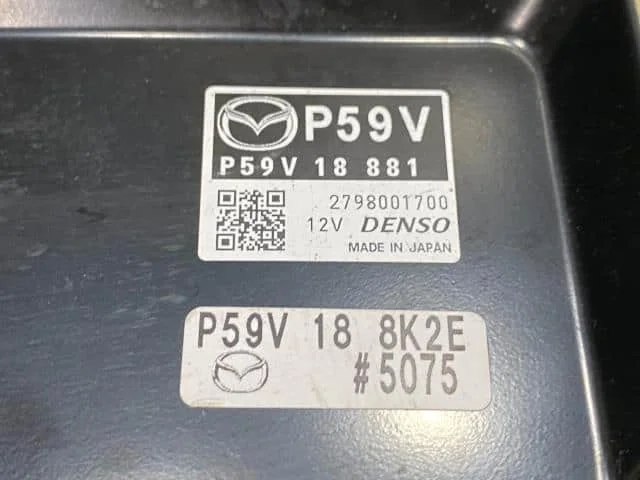 P59V
P59V 18 881
2798001700
12V DENSO
MADE IN JAPAN
P59V 18 8K2E
#5075